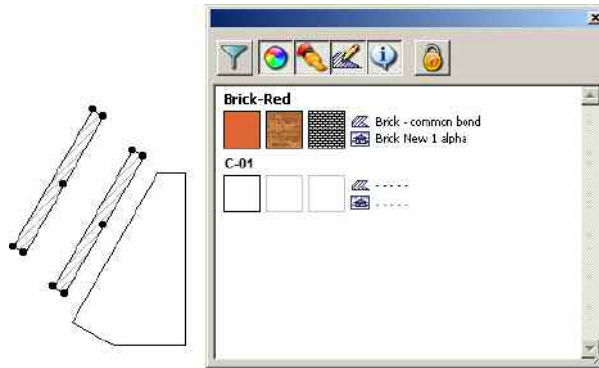 Brick-Red
Brick - common bond
Brick New 1 alpha
C-01
-----
-----